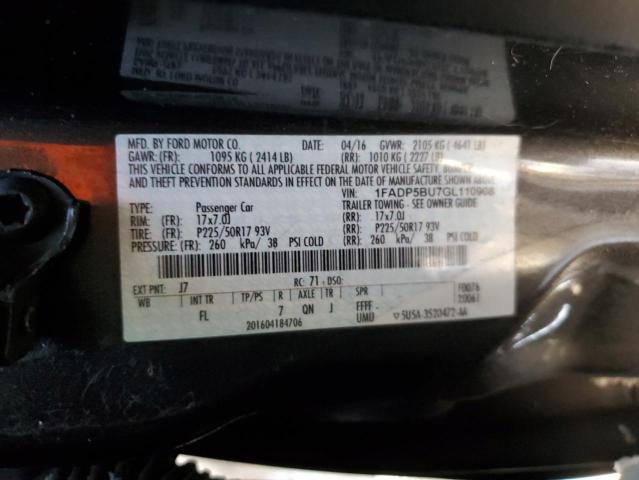 MFD. BY FORD MOTOR CO. DATE: 04/16 GVWR: 2105 KG ( 4641 LB)
GAWR: (FR): 1095 KG ( 2414 LB) (RR): 1010 KG ( 2227 LB)
THIS VEHICLE CONFORMS TO ALL APPLICABLE FEDERAL MOTOR VEHICLE SAFETY,
AND THEFT PREVENTION STANDARDS IN EFFECT ON THE DATE OF MANUFACTURE
VIN: 1FADP5BU7GL110908
TYPE: Passenger Car TRAILER TOWING - SEE OWNER GUIDE
RIM: (FR): 17x7.0J (RR): 17x7.0J
TIRE: (FR): P225/50R17 93V (RR): P225/50R17 93V
PRESSURE: (FR): 260 kPa/ 38 PSI COLD (RR): 260 kPa/ 38 PSI COLD
EXT PNT: J7 RC: 71 DSO: F0076
WB INT TR TP/PS R AXLE TR SPR 20061
FL 7 QN J FFFF
UMO
201604184706 5U5A-3520472-AA